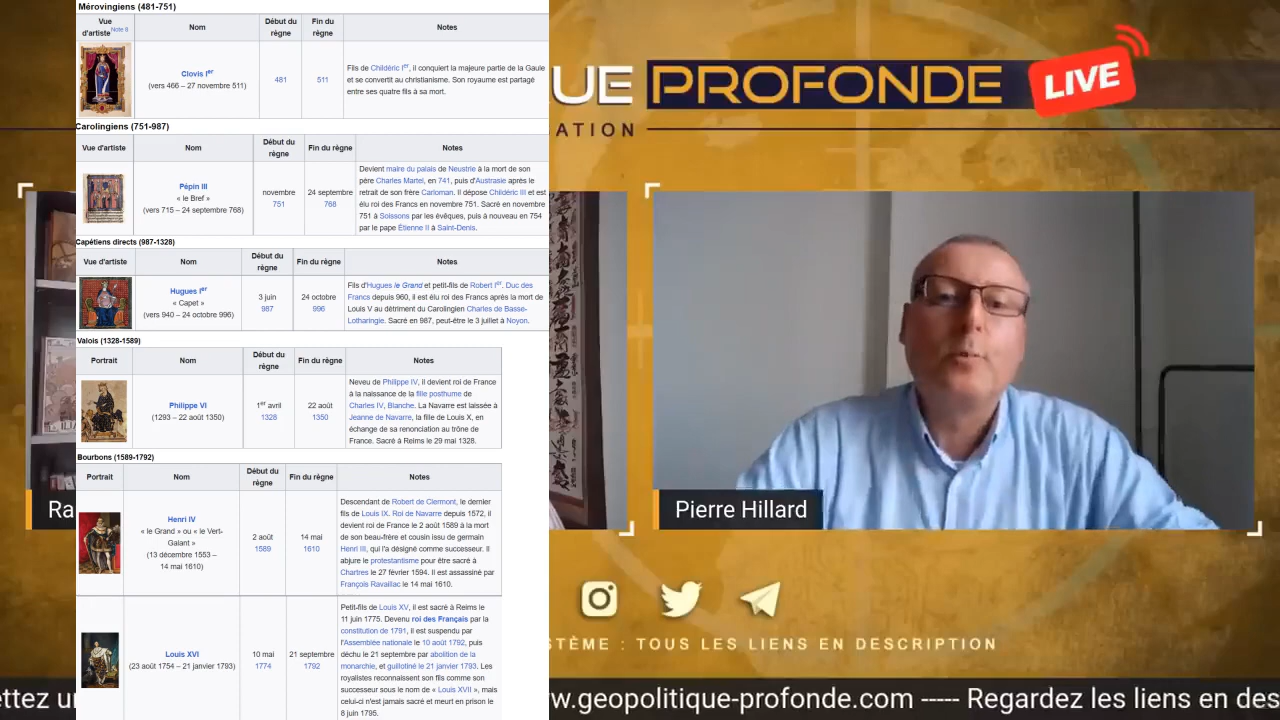 Mérovingiens (481-751)
Vue d'artiste Note 8
Nom
Début du règne
Fin du règne
Notes
Clovis Ier
(vers 466 – 27 novembre 511)
481
511
Fils de Childéric Ier, il conquiert la majeure partie de la Gaule
et se convertit au christianisme. Son royaume est partagé
entre ses quatre fils à sa mort.
Carolingiens (751-987)
Vue d'artiste
Nom
Début du règne
Fin du règne
Notes
Pépin III
« le Bref »
(vers 715 – 24 septembre 768)
novembre
751
24 septembre
768
Devient maire du palais de Neustrie à la mort de son
père Charles Martel, en 741, puis d'Austrasie après le
retrait de son frère Carloman. Il dépose Childéric III et est
élu roi des Francs en novembre 751. Sacré en novembre
751 à Soissons par les évêques, puis à nouveau en 754
par le pape Étienne II à Saint-Denis.
Capétiens directs (987-1328)
Vue d'artiste
Nom
Début du règne
Fin du règne
Notes
Hugues Ier
« Capet »
(vers 940 – 24 octobre 996)
3 juin
987
24 octobre
996
Fils d'Hugues le Grand et petit-fils de Robert Ier. Duc des
Francs depuis 960, il est élu roi des Francs après la mort de
Louis V au détriment du Carolingien Charles de Basse-
Lotharingie. Sacré en 987, peut-être le 3 juillet à Noyon.
Valois (1328-1589)
Portrait
Nom
Début du règne
Fin du règne
Notes
Philippe VI
(1293 – 22 août 1350)
1er avril
1328
22 août
1350
Neveu de Philippe IV, il devient roi de France
à la naissance de la fille posthume de
Charles IV, Blanche. La Navarre est laissée à
Jeanne de Navarre, la fille de Louis X, en
échange de sa renonciation au trône de
France. Sacré à Reims le 29 mai 1328.
Bourbons (1589-1792)
Portrait
Nom
Début du règne
Fin du règne
Notes
Henri IV
« le Grand » ou « le Vert-
Galant »
(13 décembre 1553 –
14 mai 1610)
2 août
1589
14 mai
1610
Descendant de Robert de Clermont, le dernier
fils de Louis IX. Roi de Navarre depuis 1572, il
devient roi de France le 2 août 1589 à la mort
de son beau-frère et cousin issu de germain
Henri III, qui l'a désigné comme successeur. Il
abjure le protestantisme pour être sacré à
Chartres le 27 février 1594. Il est assassiné par
François Ravaillac le 14 mai 1610.
Louis XVI
(23 août 1754 – 21 janvier 1793)
10 mai
1774
21 septembre
1792
Petit-fils de Louis XV, il est sacré à Reims le
11 juin 1775. Devenu roi des Français par la
constitution de 1791, il est suspendu par
l'Assemblée nationale le 10 août 1792, puis
déchu le 21 septembre par abolition de la
monarchie, et guillotiné le 21 janvier 1793. Les
royalistes reconnaissent son fils comme son
successeur sous le nom de « Louis XVII », mais
celui-ci n'est jamais sacré et meurt en prison le
8 juin 1795.
UE PROFONDE LIVE
ATION
Ra
Pierre Hillard
STÈME : TOUS LES LIENS EN DESCRIPTION
ettez u
w.geopolitique-profonde.com ----- Regardez les liens en des